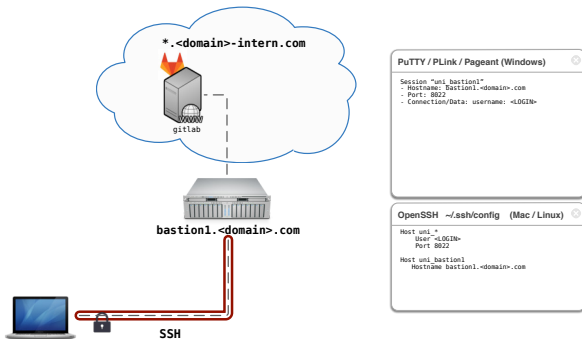 *.<domain>-intern.com
WWW
gitlab
bastion1.<domain>.com
SSH
PuTTY / PLink / Pageant (Windows)
Session “uni_bastion1”
- Hostname: bastion1.<domain>.com
- Port: 8022
- Connection/Data: username: <LOGIN>
OpenSSH ~/.ssh/config (Mac / Linux)
Host uni_*
User <LOGIN>
Port 8022
Host uni_bastion1
Hostname bastion1.<domain>.com